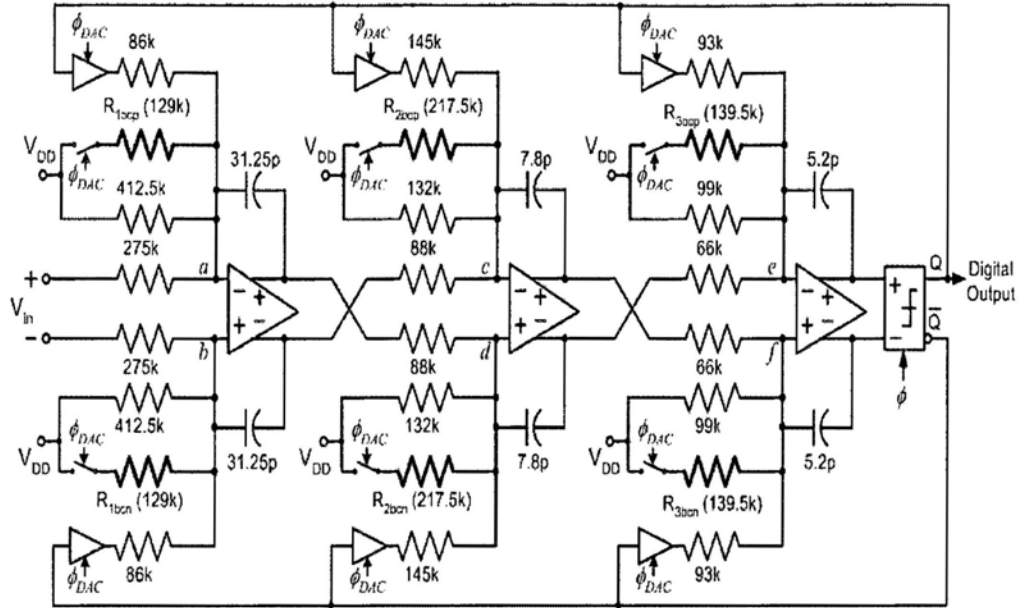 ϕDAC 86k ϕDAC 145k ϕDAC 93k
R1bcp (129k) R2bcp (217.5k) R3bcp (139.5k)
VDD ϕDAC 31.25p VDD ϕDAC 7.8p VDD ϕDAC 5.2p
412.5k 132k 99k
275k 88k 66k
+ a − + c − + e − + + Q Digital
Vin Output
− b + − d + − f + − − Q̅
275k 88k 66k ϕ
412.5k 132k 99k
VDD ϕDAC 31.25p VDD ϕDAC 7.8p VDD ϕDAC 5.2p
R1bcn (129k) R2bcn (217.5k) R3bcn (139.5k)
ϕDAC 86k ϕDAC 145k ϕDAC 93k